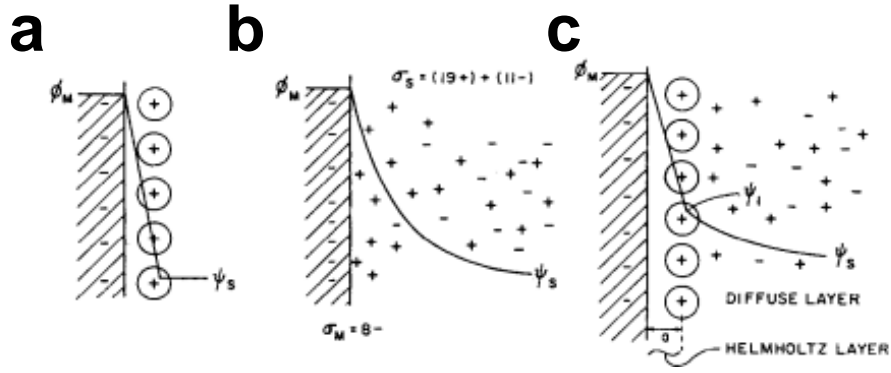 a b c
ϕM
ψS
ϕM
σS = (19+) + (11-)
σM = 8-
ψS
ϕM
ψ1
ψS
DIFFUSE LAYER
a
HELMHOLTZ LAYER